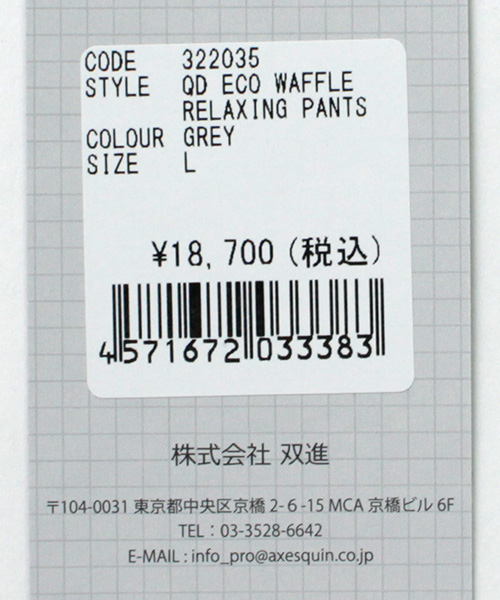 CODE 322035
STYLE QD ECO WAFFLE
RELAXING PANTS
COLOUR GREY
SIZE L
¥18,700(税込)
4571672033383
株式会社 双進
〒104-0031 東京都中央区京橋 2-6-15 MCA 京橋ビル 6F
TEL：03-3528-6642
E-MAIL : info_pro@axesquin.co.jp